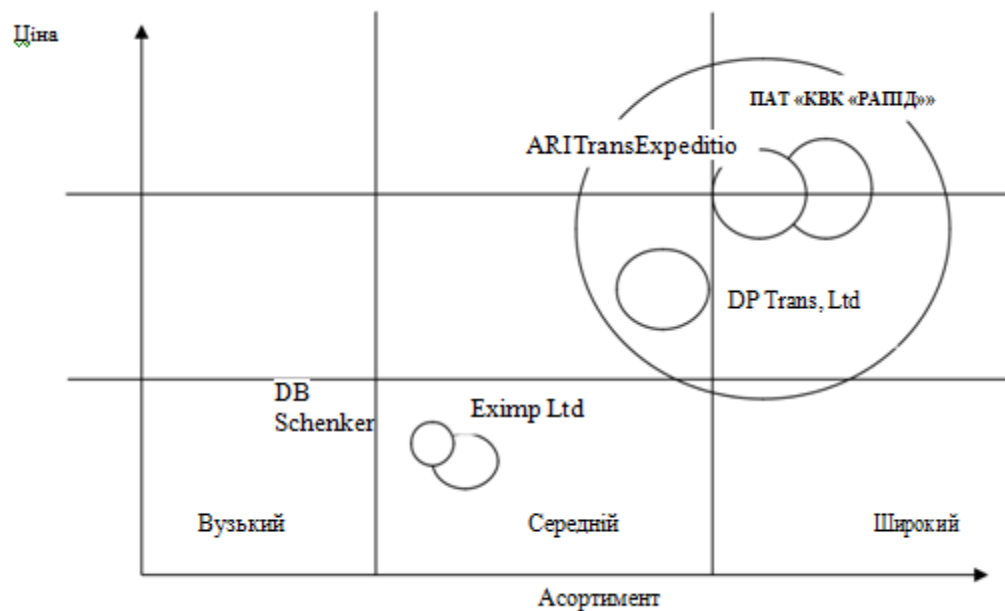 Ціна
ПАТ «КВК «РАПІД»»
ARITransExpeditio
DP Trans, Ltd
DB
Schenker
Eximp Ltd
Вузький
Середній
Широкий
Асортимент